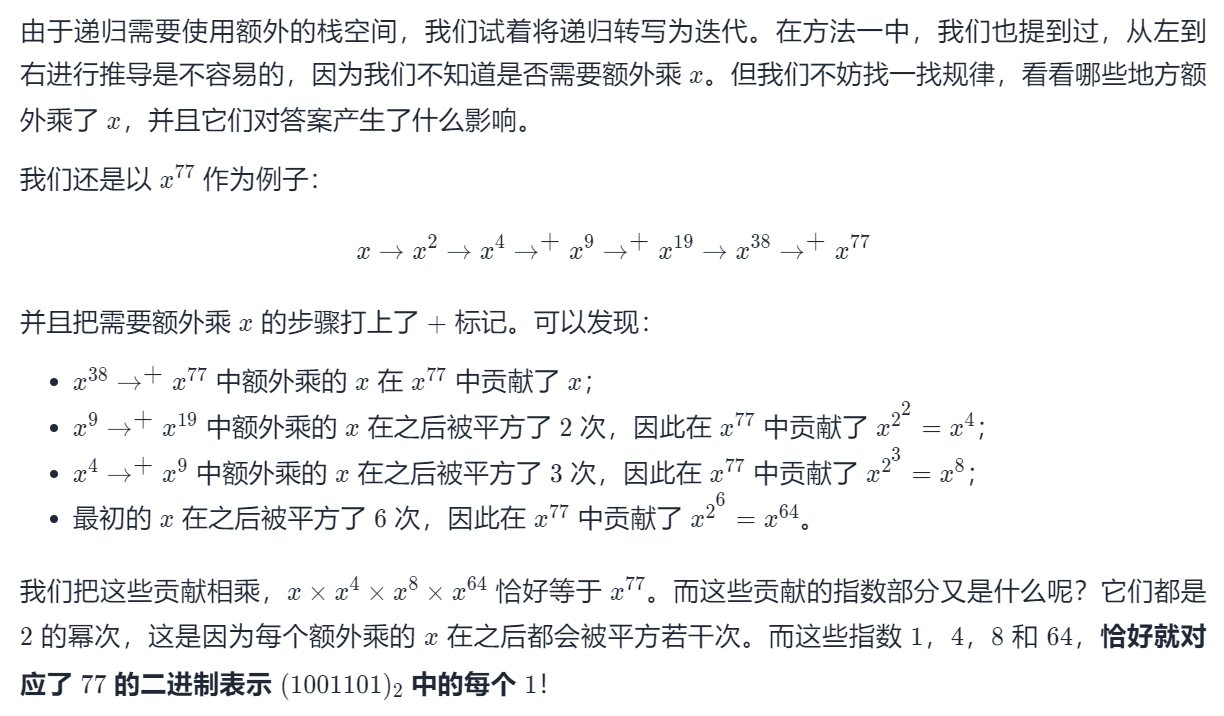 由于递归需要使用额外的栈空间，我们试着将递归转写为迭代。在方法一中，我们也提到过，从左到
右进行推导是不容易的，因为我们不知道是否需要额外乘 x。但我们不妨找一找规律，看看哪些地方额
外乘了 x，并且它们对答案产生了什么影响。
我们还是以 x^77 作为例子：
x → x^2 → x^4 →^+ x^9 →^+ x^19 → x^38 →^+ x^77
并且把需要额外乘 x 的步骤打上了 + 标记。可以发现：
• x^38 →^+ x^77 中额外乘的 x 在 x^77 中贡献了 x；
• x^9 →^+ x^19 中额外乘的 x 在之后被平方了 2 次，因此在 x^77 中贡献了 x^{2^2} = x^4；
• x^4 →^+ x^9 中额外乘的 x 在之后被平方了 3 次，因此在 x^77 中贡献了 x^{2^3} = x^8；
• 最初的 x 在之后被平方了 6 次，因此在 x^77 中贡献了 x^{2^6} = x^64。
我们把这些贡献相乘，x × x^4 × x^8 × x^64 恰好等于 x^77。而这些贡献的指数部分又是什么呢？它们都是
2 的幂次，这是因为每个额外乘的 x 在之后都会被平方若干次。而这些指数 1，4，8 和 64，恰好就对
应了 77 的二进制表示 (1001101)_2 中的每个 1！